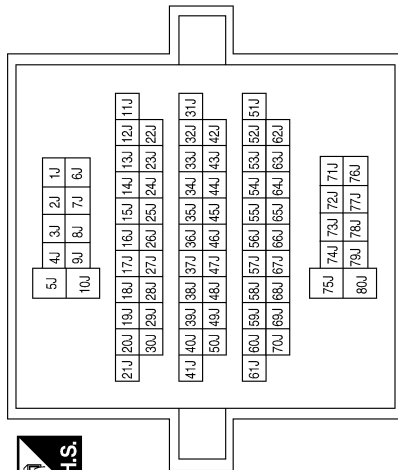 H.S.
5J 4J 3J 2J 1J
10J 9J 8J 7J 6J
21J 20J 19J 18J 17J 16J 15J 14J 13J 12J 11J
30J 29J 28J 27J 26J 25J 24J 23J 22J
41J 40J 39J 38J 37J 36J 35J 34J 33J 32J 31J
50J 49J 48J 47J 46J 45J 44J 43J 42J
61J 60J 59J 58J 57J 56J 55J 54J 53J 52J 51J
70J 69J 68J 67J 66J 65J 64J 63J 62J
75J 74J 73J 72J 71J
80J 79J 78J 77J 76J